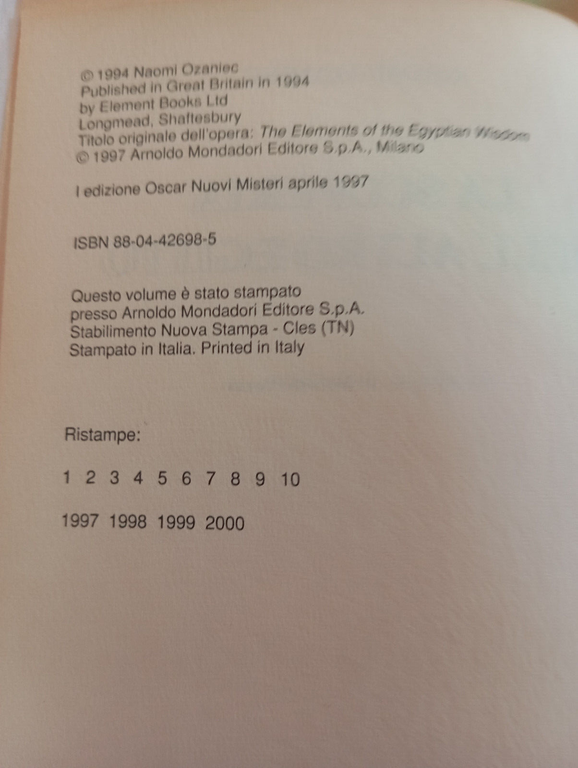 © 1994 Naomi Ozaniec
Published in Great Britain in 1994
by Element Books Ltd
Longmead, Shaftesbury
Titolo originale dell'opera: The Elements of the Egyptian Wisdom
© 1997 Arnoldo Mondadori Editore S.p.A., Milano
I edizione Oscar Nuovi Misteri aprile 1997
ISBN 88-04-42698-5
Questo volume è stato stampato
presso Arnoldo Mondadori Editore S.p.A.
Stabilimento Nuova Stampa - Cles (TN)
Stampato in Italia. Printed in Italy
Ristampe:
1 2 3 4 5 6 7 8 9 10
1997 1998 1999 2000